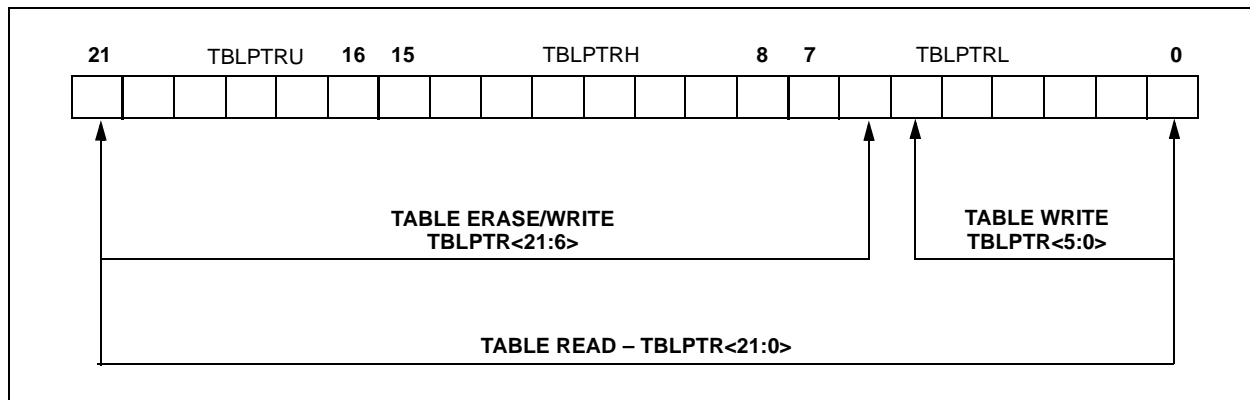 21 TBLPTRU 16 15 TBLPTRH 8 7 TBLPTRL 0
TABLE ERASE/WRITE
TBLPTR<21:6>
TABLE WRITE
TBLPTR<5:0>
TABLE READ – TBLPTR<21:0>